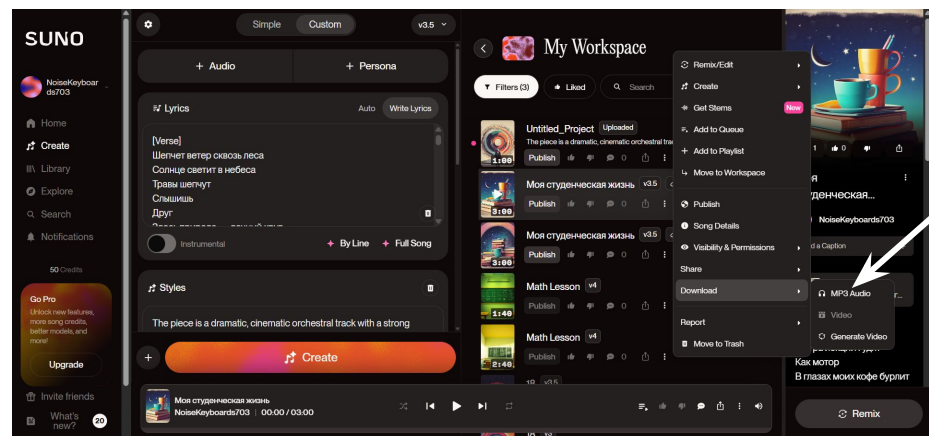 SUNO
NoiseKeyboar
ds703
Home
Create
Library
Explore
Search
Notifications
50 Credits
Go Pro
Unlock new features,
more song credits,
better models, and
more!
Upgrade
Invite friends
What's
new?
20
Simple
Custom
v3.5
+ Audio
+ Persona
Lyrics
Auto
Write Lyrics
[Verse]
Шепчет ветер сквозь леса
Солнце светит в небеса
Травы шепчут
Слышишь
Друг
Instrumental
By Line
Full Song
Styles
The piece is a dramatic, cinematic orchestral track with a strong
Create
My Workspace
Filters (3)
Liked
Search
1:00
Untitled_Project
Uploaded
The piece is a dramatic, cinematic orchestral tra
Publish
0
3:00
Моя студенческая жизнь
v3.5
Publish
0
3:00
Моя студенческая жизнь
v3.5
Publish
0
1:40
Math Lesson
v4
Publish
0
2:40
Math Lesson
v4
Publish
0
v3.5
Remix/Edit
Create
Get Stems
New
Add to Queue
Add to Playlist
Move to Workspace
Publish
Song Details
Visibility & Permissions
Share
Download
Report
Move to Trash
MP3 Audio
Video
Generate Video
1
0
я
уденческая...
NoiseKeyboards703
d a Caption
Как мотор
В глазах моих кофе бурлит
Remix
Моя студенческая жизнь
NoiseKeyboards703
00:00 / 03:00